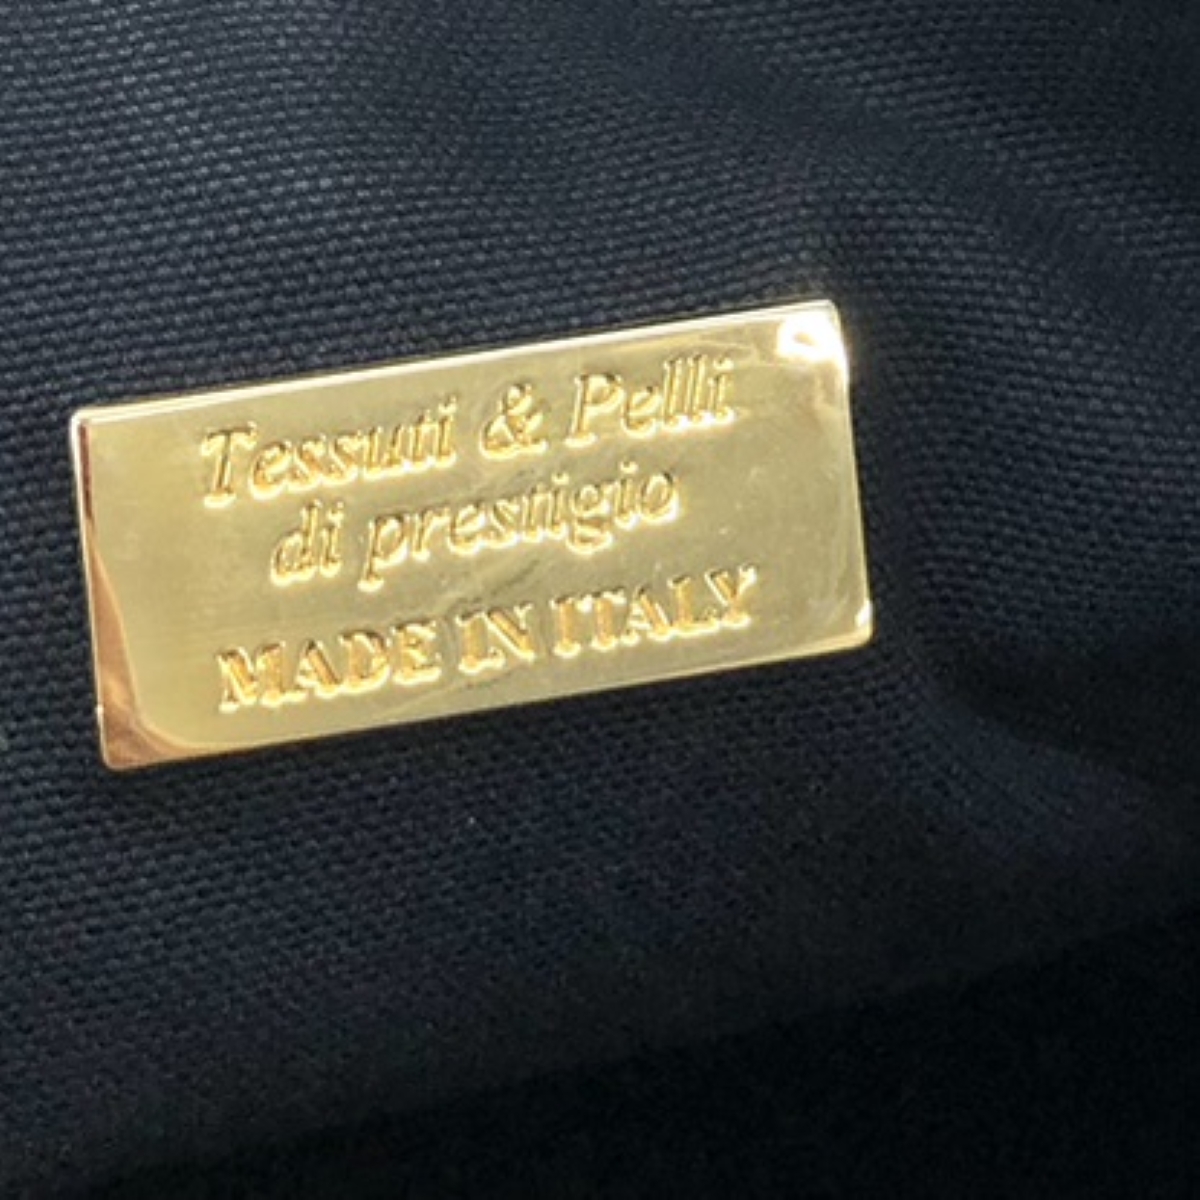 Tessuti & Pelli
di prestigio
MADE IN ITALY